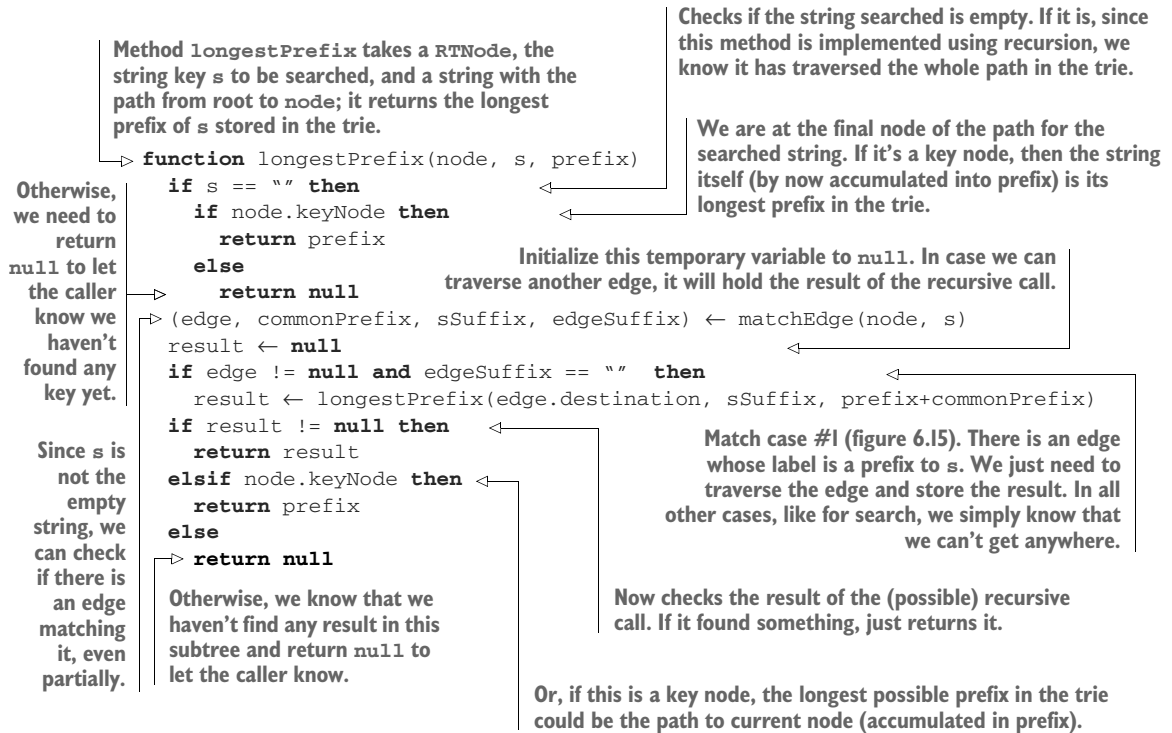 Checks if the string searched is empty. If it is, since
this method is implemented using recursion, we
know it has traversed the whole path in the trie.
Method longestPrefix takes a RTNode, the
string key s to be searched, and a string with the
path from root to node; it returns the longest
prefix of s stored in the trie.
We are at the final node of the path for the
searched string. If it's a key node, then the string
itself (by now accumulated into prefix) is its
longest prefix in the trie.
function longestPrefix(node, s, prefix)
if s == “” then
if node.keyNode then
return prefix
else
return null
Otherwise,
we need to
return
null to let
the caller
know we
haven't
found any
key yet.
Initialize this temporary variable to null. In case we can
traverse another edge, it will hold the result of the recursive call.
(edge, commonPrefix, sSuffix, edgeSuffix) ← matchEdge(node, s)
result ← null
if edge != null and edgeSuffix == “” then
result ← longestPrefix(edge.destination, sSuffix, prefix+commonPrefix)
if result != null then
return result
elsif node.keyNode then
return prefix
else
return null
Since s is
not the
empty
string, we
can check
if there is
an edge
matching
it, even
partially.
Match case #1 (figure 6.15). There is an edge
whose label is a prefix to s. We just need to
traverse the edge and store the result. In all
other cases, like for search, we simply know that
we can't get anywhere.
Otherwise, we know that we
haven't find any result in this
subtree and return null to
let the caller know.
Now checks the result of the (possible) recursive
call. If it found something, just returns it.
Or, if this is a key node, the longest possible prefix in the trie
could be the path to current node (accumulated in prefix).